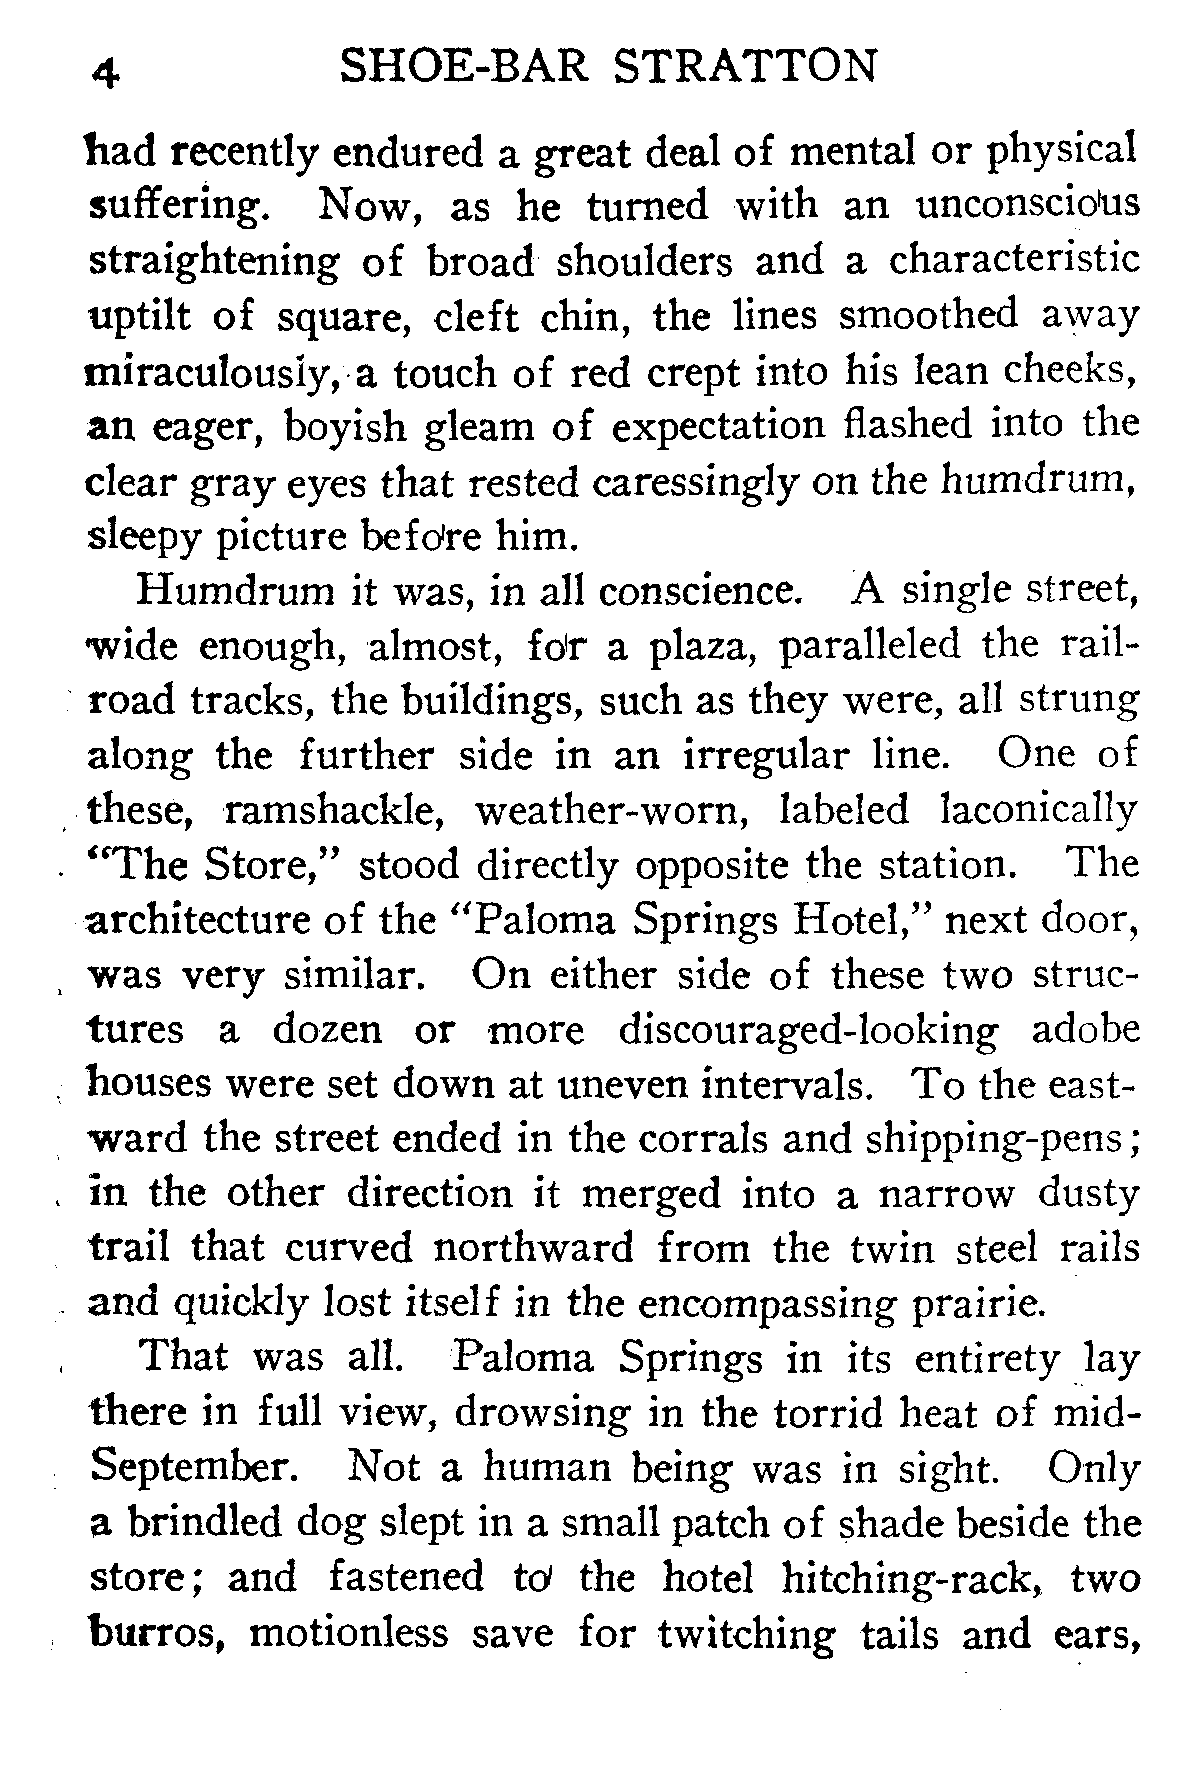 4 SHOE-BAR STRATTON
had recently endured a great deal of mental or physical
suffering. Now, as he turned with an unconscious
straightening of broad shoulders and a characteristic
uptilt of square, cleft chin, the lines smoothed away
miraculously, a touch of red crept into his lean cheeks,
an eager, boyish gleam of expectation flashed into the
clear gray eyes that rested caressingly on the humdrum,
sleepy picture before him.
Humdrum it was, in all conscience. A single street,
wide enough, almost, for a plaza, paralleled the rail-
road tracks, the buildings, such as they were, all strung
along the further side in an irregular line. One of
these, ramshackle, weather-worn, labeled laconically
“The Store,” stood directly opposite the station. The
architecture of the “Paloma Springs Hotel,” next door,
was very similar. On either side of these two struc-
tures a dozen or more discouraged-looking adobe
houses were set down at uneven intervals. To the east-
ward the street ended in the corrals and shipping-pens;
in the other direction it merged into a narrow dusty
trail that curved northward from the twin steel rails
and quickly lost itself in the encompassing prairie.
That was all. Paloma Springs in its entirety lay
there in full view, drowsing in the torrid heat of mid-
September. Not a human being was in sight. Only
a brindled dog slept in a small patch of shade beside the
store; and fastened to the hotel hitching-rack, two
burros, motionless save for twitching tails and ears,